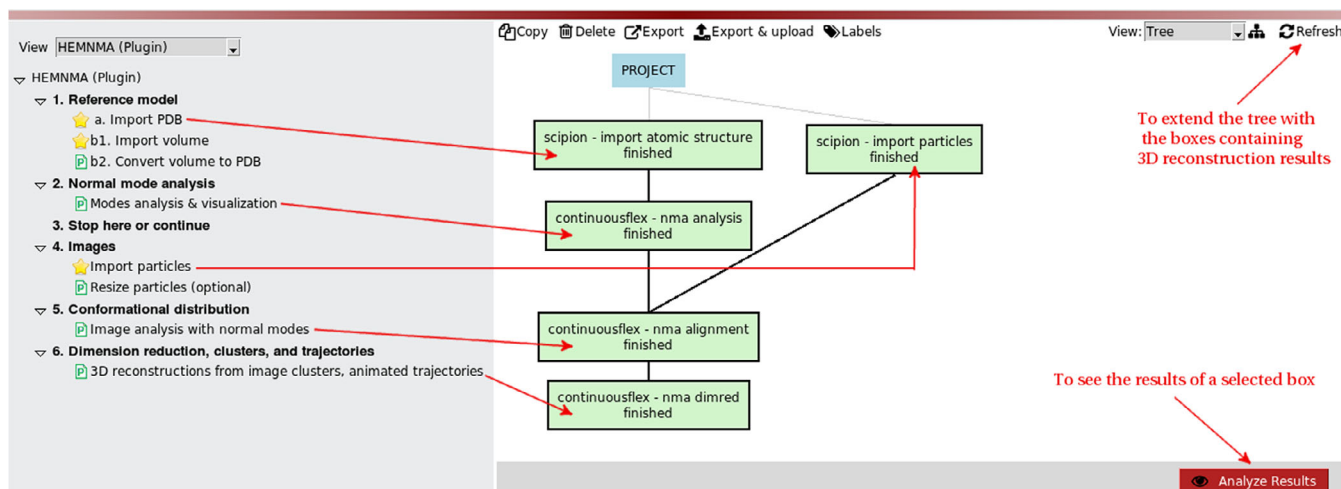 View HEMNMA (Plugin)
HEMNMA (Plugin)
1. Reference model
a. Import PDB
b1. Import volume
b2. Convert volume to PDB
2. Normal mode analysis
Modes analysis & visualization
3. Stop here or continue
4. Images
Import particles
Resize particles (optional)
5. Conformational distribution
Image analysis with normal modes
6. Dimension reduction, clusters, and trajectories
3D reconstructions from image clusters, animated trajectories
Copy Delete Export Export & upload Labels
View: Tree Refresh
PROJECT
scipion - import atomic structure
finished
scipion - import particles
finished
continuousflex - nma analysis
finished
continuousflex - nma alignment
finished
continuousflex - nma dimred
finished
To extend the tree with
the boxes containing
3D reconstruction results
To see the results of a selected box
Analyze Results